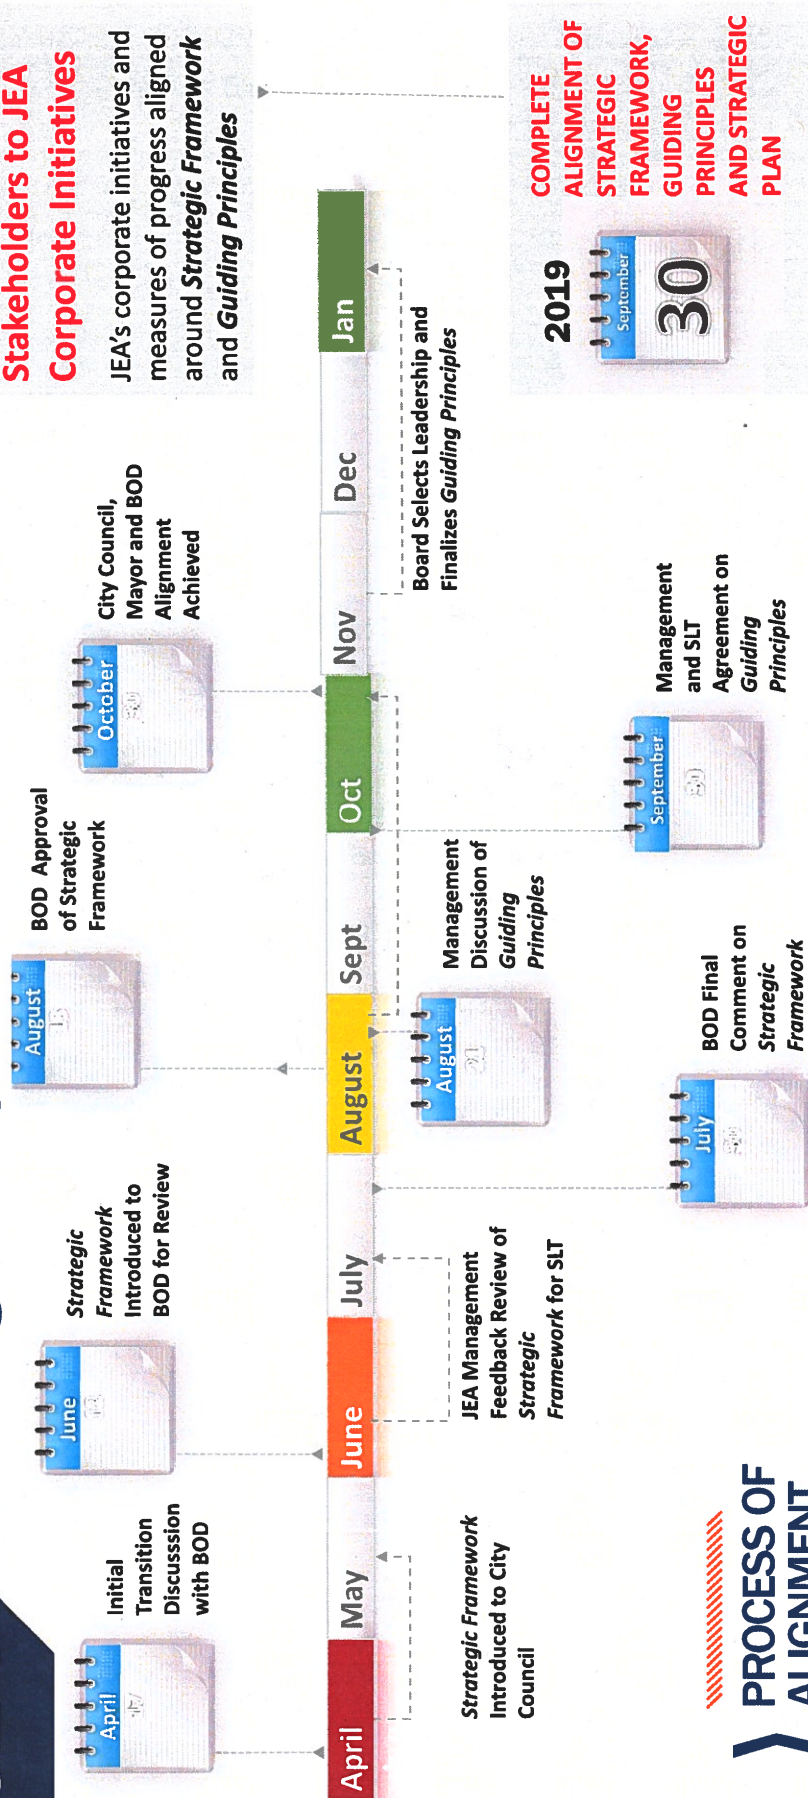 Stakeholders to JEA
Corporate Initiatives
JEA's corporate initiatives and
measures of progress aligned
around Strategic Framework
and Guiding Principles
April
Initial
Transition
Discusssion
with BOD
June
Strategic
Framework
Introduced to
BOD for Review
August
BOD Approval
of Strategic
Framework
October
City Council,
Mayor and BOD
Alignment
Achieved
April
May
June
July
August
Sept
Oct
Nov
Dec
Jan
Strategic Framework
Introduced to City
Council
JEA Management
Feedback Review of
Strategic
Framework for SLT
August
21
Management
Discussion of
Guiding
Principles
Board Selects Leadership and
Finalizes Guiding Principles
July
BOD Final
Comment on
Strategic
Framework
September
30
Management
and SLT
Agreement on
Guiding
Principles
2019
September
30
COMPLETE
ALIGNMENT OF
STRATEGIC
FRAMEWORK,
GUIDING
PRINCIPLES
AND STRATEGIC
PLAN
PROCESS OF
ALIGNMENT